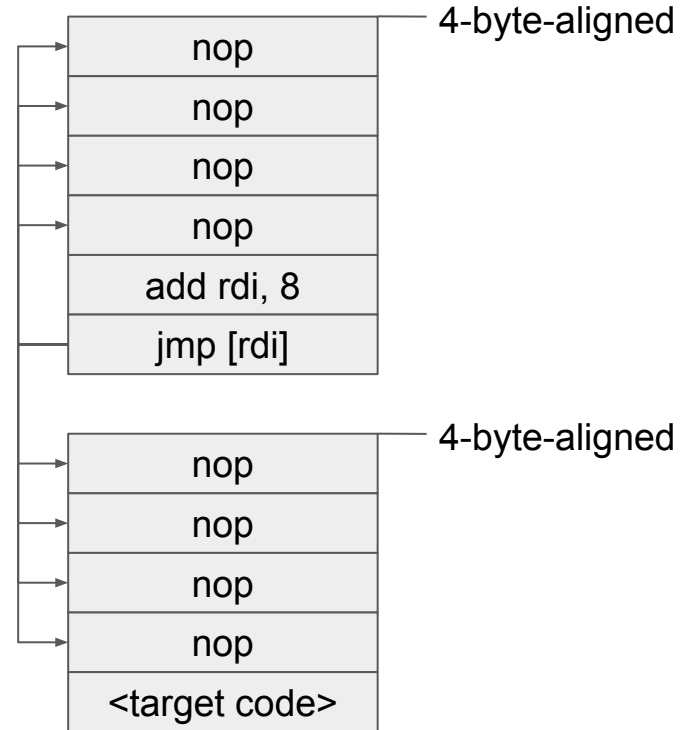 4-byte-aligned
nop
nop
nop
nop
add rdi, 8
jmp [rdi]
4-byte-aligned
nop
nop
nop
nop
<target code>